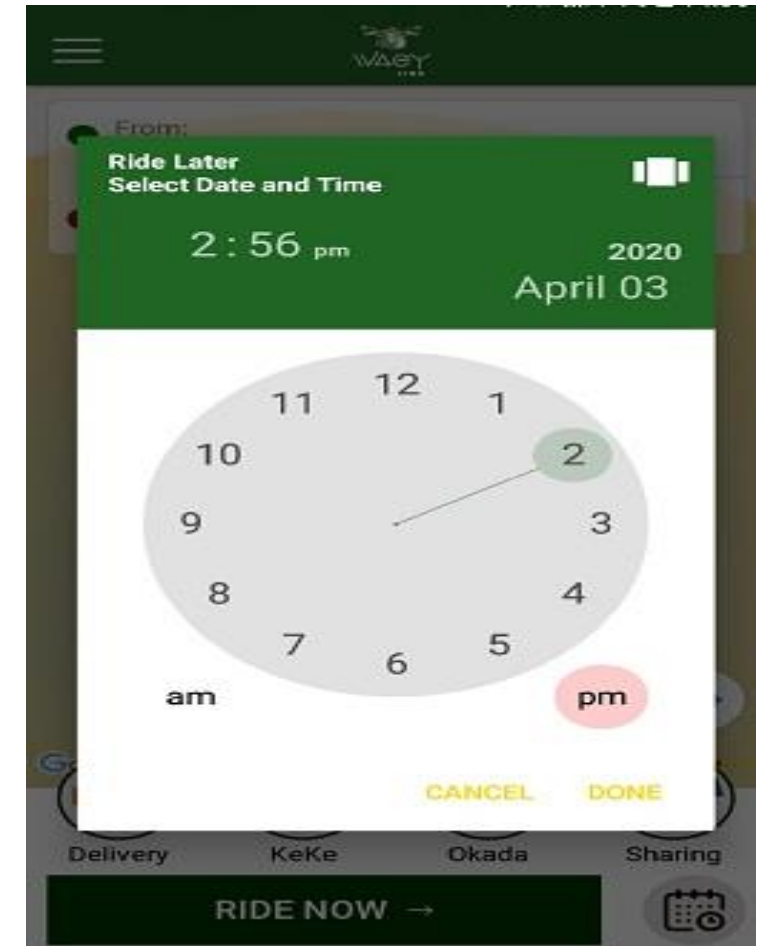 WAGY
From:
Ride Later
Select Date and Time
2 : 56 pm
2020
April 03
12
11
1
10
2
9
3
8
4
7
5
6
am
pm
CANCEL
DONE
Delivery
KeKe
Okada
Sharing
RIDE NOW →